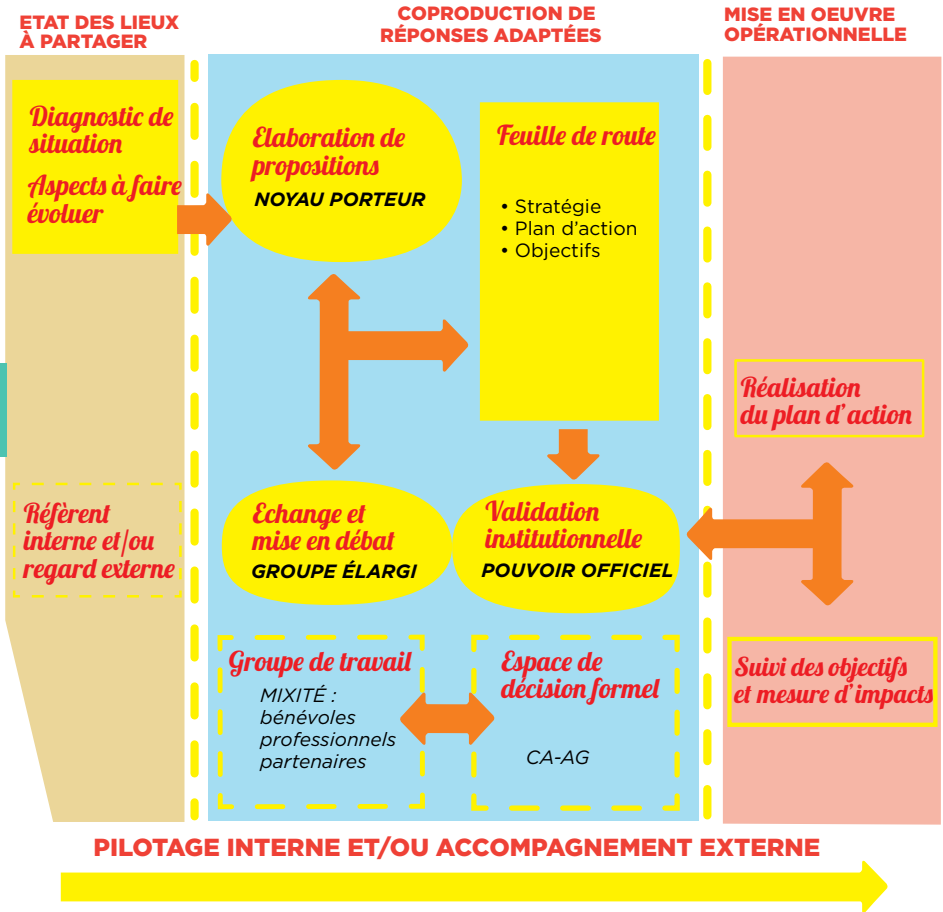 ETAT DES LIEUX
À PARTAGER
COPRODUCTION DE
RÉPONSES ADAPTÉES
MISE EN OEUVRE
OPÉRATIONNELLE
Diagnostic de
situation
Aspects à faire
évoluer
Elaboration de
propositions
NOYAU PORTEUR
Feuille de route
• Stratégie
• Plan d'action
• Objectifs
Réalisation
du plan d'action
Réfèrent
interne et/ou
regard externe
Echange et
mise en débat
GROUPE ÉLARGI
Validation
institutionnelle
POUVOIR OFFICIEL
Groupe de travail
MIXITÉ :
bénévoles
professionnels
partenaires
Espace de
décision formel
CA-AG
Suivi des objectifs
et mesure d'impacts
PILOTAGE INTERNE ET/OU ACCOMPAGNEMENT EXTERNE